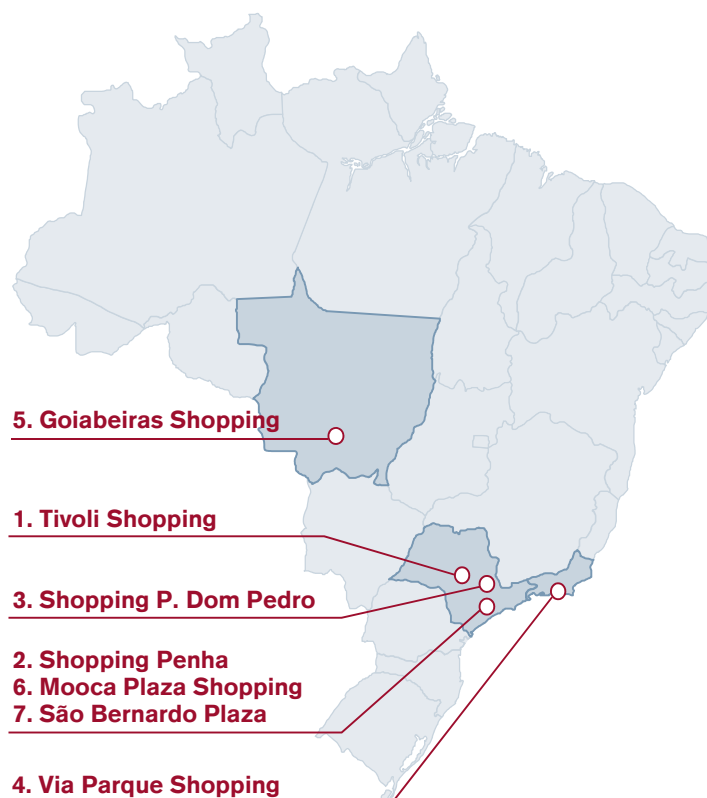 5. Goiabeiras Shopping
1. Tivoli Shopping
3. Shopping P. Dom Pedro
2. Shopping Penha
6. Mooca Plaza Shopping
7. São Bernardo Plaza
4. Via Parque Shopping